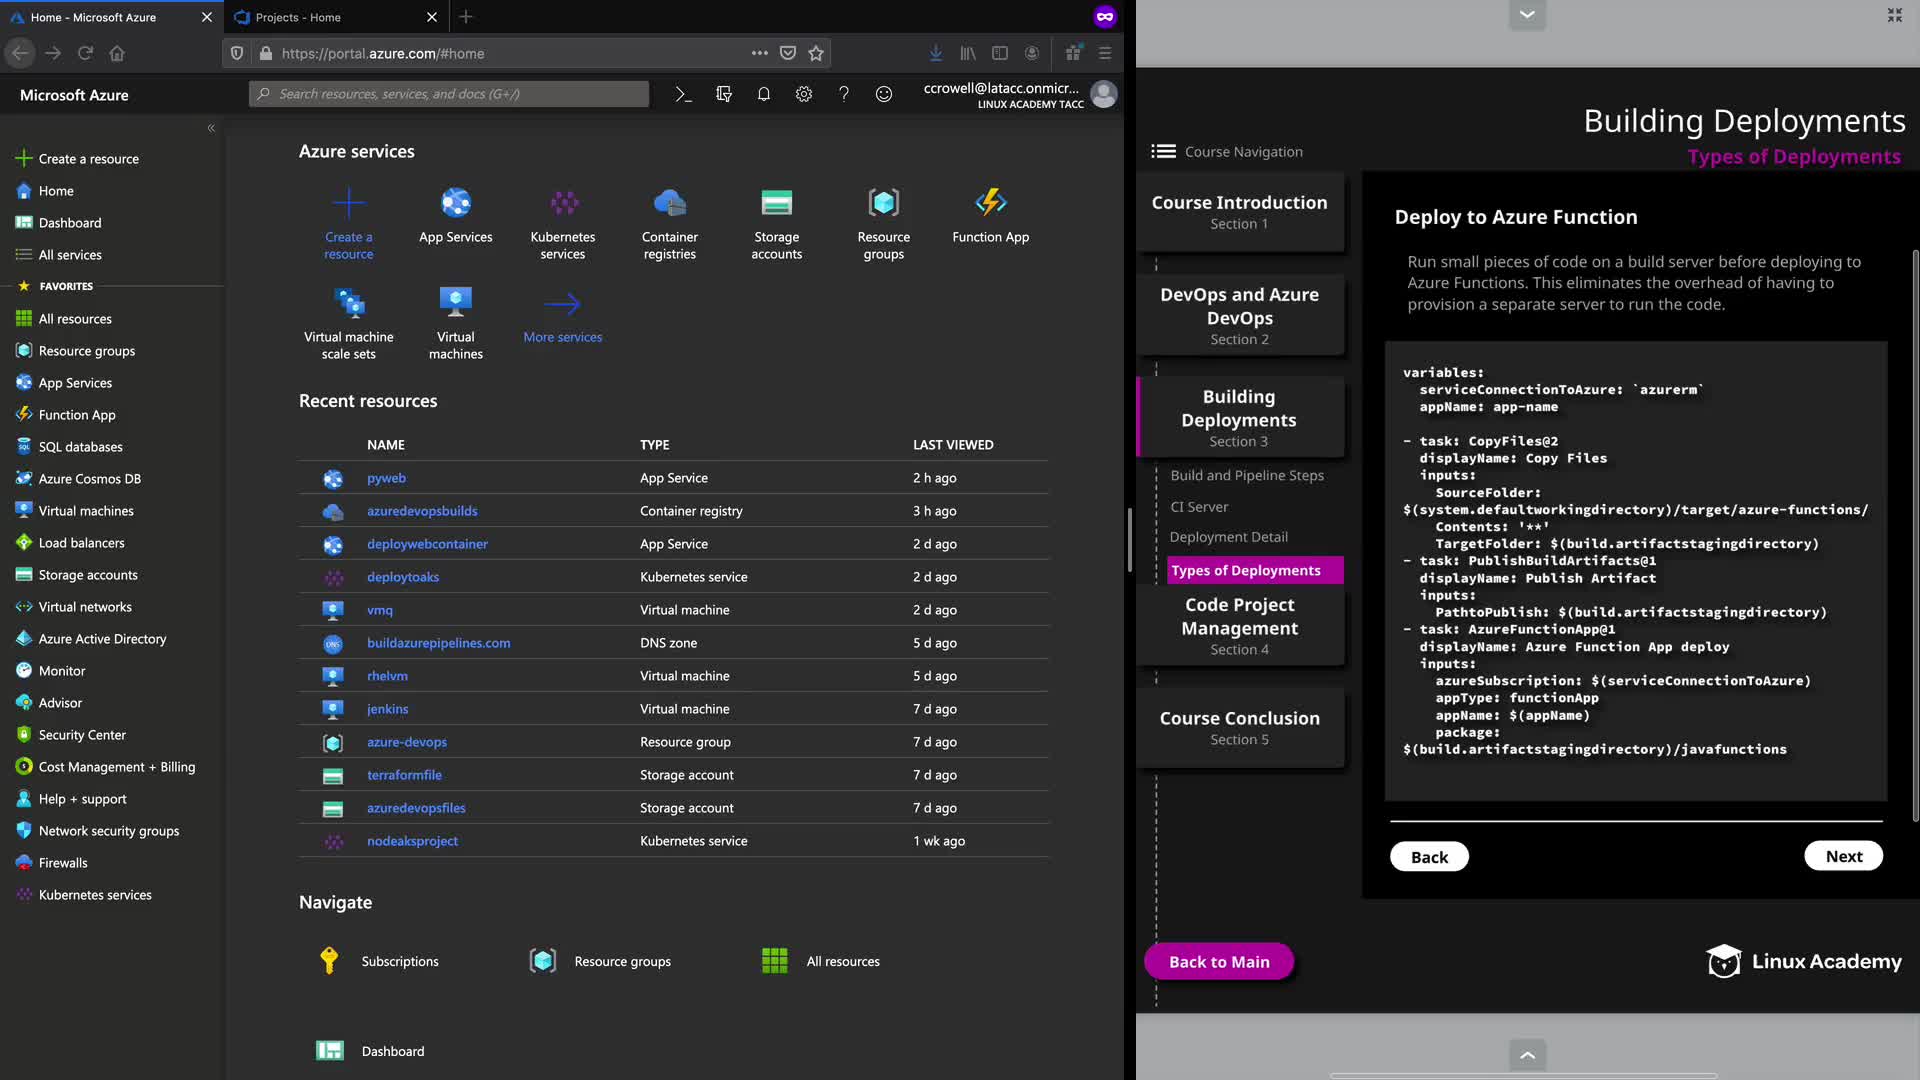 Home - Microsoft Azure
Projects - Home
https://portal.azure.com/#home
Microsoft Azure
Search resources, services, and docs (G+/)
ccrowell@latacc.onmicr...
LINUX ACADEMY TACC
Create a resource
Home
Dashboard
All services
FAVORITES
All resources
Resource groups
App Services
Function App
SQL databases
Azure Cosmos DB
Virtual machines
Load balancers
Storage accounts
Virtual networks
Azure Active Directory
Monitor
Advisor
Security Center
Cost Management + Billing
Help + support
Network security groups
Firewalls
Kubernetes services
Azure services
Create a resource
App Services
Kubernetes services
Container registries
Storage accounts
Resource groups
Function App
Virtual machine scale sets
Virtual machines
More services
Recent resources
NAME TYPE LAST VIEWED
pyweb App Service 2 h ago
azuredevopsbuilds Container registry 3 h ago
deploywebcontainer App Service 2 d ago
deploytoaks Kubernetes service 2 d ago
vmq Virtual machine 2 d ago
DNS buildazurepipelines.com DNS zone 5 d ago
rhelvm Virtual machine 5 d ago
jenkins Virtual machine 7 d ago
azure-devops Resource group 7 d ago
terraformfile Storage account 7 d ago
azuredevopsfiles Storage account 7 d ago
nodeaksproject Kubernetes service 1 wk ago
Navigate
Subscriptions
Resource groups
All resources
Dashboard
Building Deployments
Types of Deployments
Course Navigation
Course Introduction
Section 1
DevOps and Azure
DevOps
Section 2
Building
Deployments
Section 3
Build and Pipeline Steps
CI Server
Deployment Detail
Types of Deployments
Code Project
Management
Section 4
Course Conclusion
Section 5
Back to Main
Deploy to Azure Function
Run small pieces of code on a build server before deploying to
Azure Functions. This eliminates the overhead of having to
provision a separate server to run the code.
variables:
serviceConnectionToAzure: `azurerm`
appName: app-name
- task: CopyFiles@2
displayName: Copy Files
inputs:
SourceFolder:
$(system.defaultworkingdirectory)/target/azure-functions/
Contents: '**'
TargetFolder: $(build.artifactstagingdirectory)
- task: PublishBuildArtifacts@1
displayName: Publish Artifact
inputs:
PathtoPublish: $(build.artifactstagingdirectory)
- task: AzureFunctionApp@1
displayName: Azure Function App deploy
inputs:
azureSubscription: $(serviceConnectionToAzure)
appType: functionApp
appName: $(appName)
package:
$(build.artifactstagingdirectory)/javafunctions
Back
Next
Linux Academy